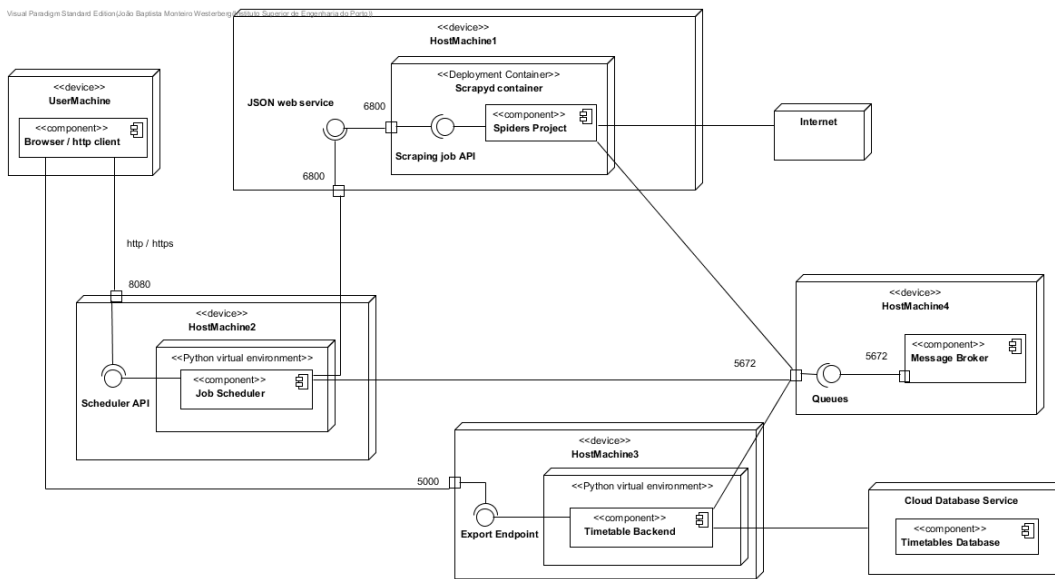 Visual Paradigm Standard Edition(João Baptista Monteiro Westerberg(Instituto Superior de Engenharia do Porto))
<<device>>
HostMachine1
<<Deployment Container>>
Scrapyd container
<<component>>
Spiders Project
JSON web service
6800
Scraping job API
6800
<<device>>
UserMachine
<<component>>
Browser / http client
Internet
http / https
8080
<<device>>
HostMachine2
<<Python virtual environment>>
<<component>>
Job Scheduler
Scheduler API
5672
<<device>>
HostMachine4
<<component>>
Message Broker
5672
Queues
<<device>>
HostMachine3
5000
<<Python virtual environment>>
<<component>>
Timetable Backend
Export Endpoint
Cloud Database Service
<<component>>
Timetables Database